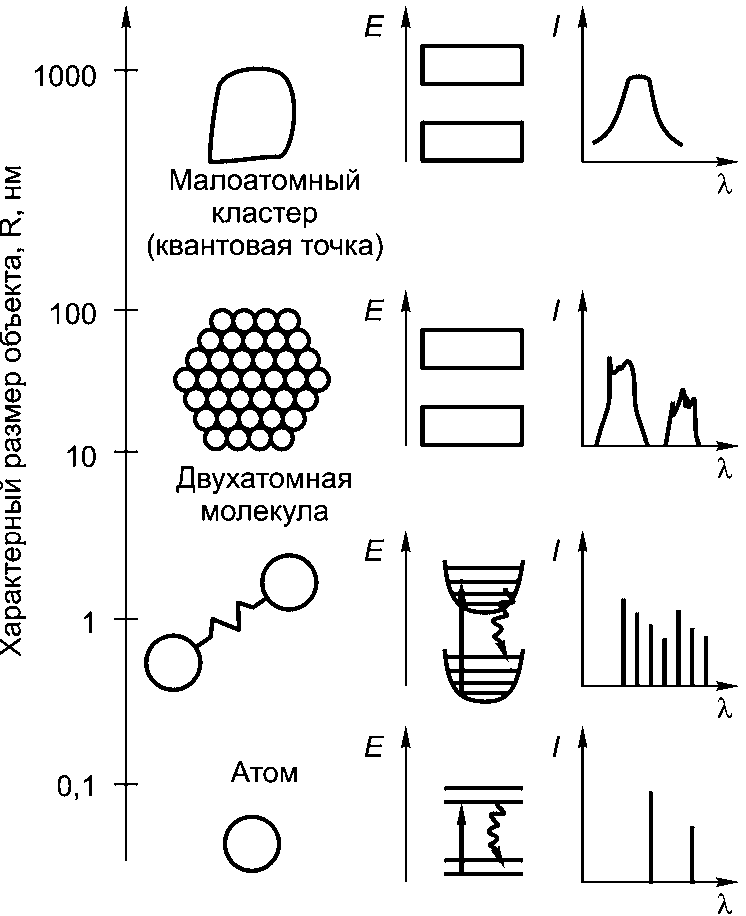 Характерный размер объекта, R, нм
1000
E
I
Малоатомный
кластер
(квантовая точка)
λ
100
E
I
10
λ
Двухатомная
молекула
E
I
1
λ
E
I
Атом
0,1
λ